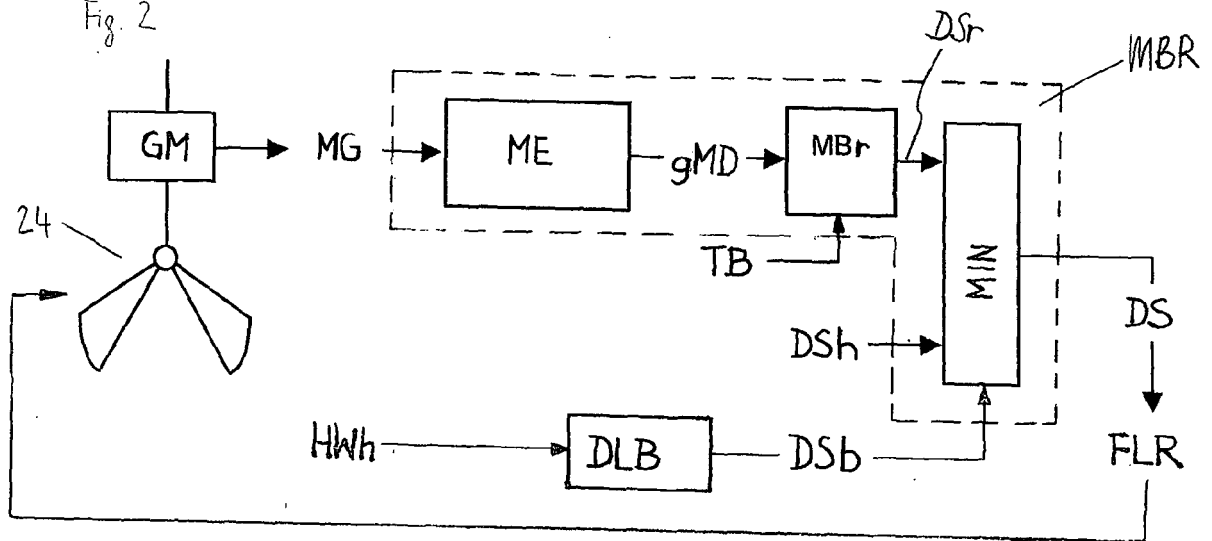 Fig. 2
DSr
MBR
GM
MG
ME
gMD
MBr
24
TB
MIN
DSh
DS
HWh
DLB
DSb
FLR